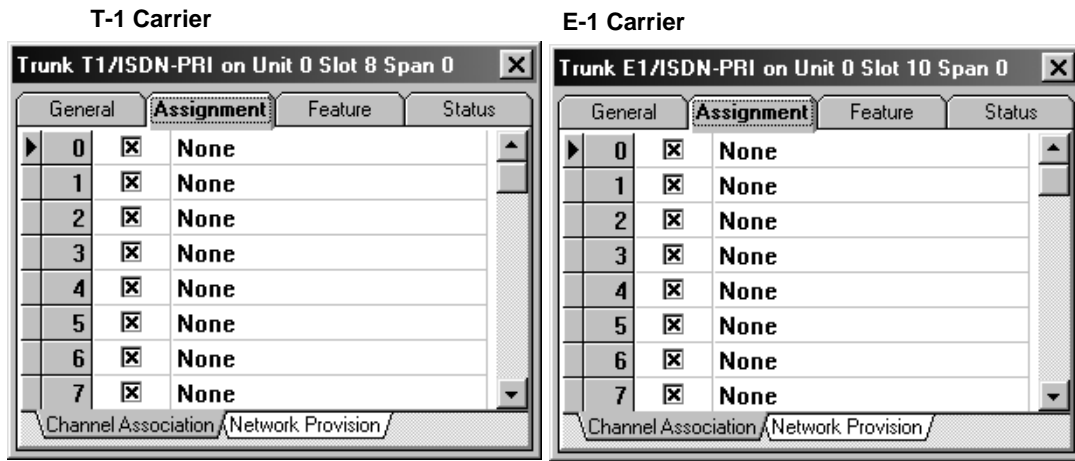 T-1 Carrier
Trunk T1/ISDN-PRI on Unit 0 Slot 8 Span 0
General Assignment Feature Status
0 None
1 None
2 None
3 None
4 None
5 None
6 None
7 None
Channel Association Network Provision
E-1 Carrier
Trunk E1/ISDN-PRI on Unit 0 Slot 10 Span 0
General Assignment Feature Status
0 None
1 None
2 None
3 None
4 None
5 None
6 None
7 None
Channel Association Network Provision